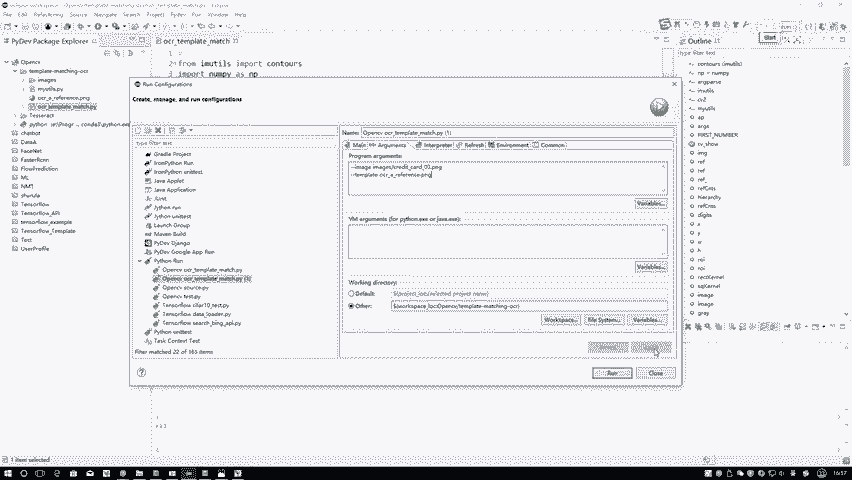 File Edit Refactoring Source Navigate Search Project PyDev Run Window Help
PyDev Package Explorer
ocr_template_match
Outline
Start
Opencv
template-matching-ocr
images
myutils.py
ocr_a_reference.png
ocr_template_match.py
Tesseract
chatbot
DataA
FaceNet
FasterRcnn
FlowPrediction
ML
NMT
shutula
Tensorflow
Tensorflow_API
tensorflow_example
Tensorflow_Template
Test
UserProfile
1
2 from imutils import contours
3 import numpy as np
Run Configurations
Create, manage, and run configurations
type filter text
Gradle Project
IronPython Run
IronPython unittest
Java Applet
Java Application
JUnit
Jython run
Jython unittest
Launch Group
Maven Build
PyDev Django
PyDev Google App Run
Python Run
Opencv ocr_template_match.py
Opencv ocr_template_match.py (1)
Opencv source.py
Opencv test.py
Tensorflow cifar10_test.py
Tensorflow data_loader.py
Tensorflow search_bing_api.py
Python unittest
Task Context Test
Filter matched 22 of 165 items
Name: Opencv ocr_template_match.py (1)
Main Arguments Interpreter Refresh Environment Common
Program arguments:
--image images/credit_card_03.png
--template ocr_a_reference.png
Variables...
VM arguments (for python.exe or java.exe):
Variables...
Working directory:
Default: ${project_loc:/selected project name}
Other: ${workspace_loc:Opencv/template-matching-ocr}
Workspace... File System... Variables...
Run Close
contours (imutils)
np = numpy
argparse
imutils
cv2
myutils
ap
args
FIRST_NUMBER
cv_show
img
ref
ref
ref
refCnts
hierarchy
refCnts
digits
x
y
w
h
roi
roi
rectKernel
sqKernel
image
image
gray
1 item selected
16:57